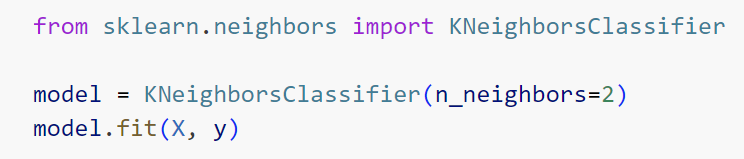 from sklearn.neighbors import KNeighborsClassifier
model = KNeighborsClassifier(n_neighbors=2)
model.fit(X, y)